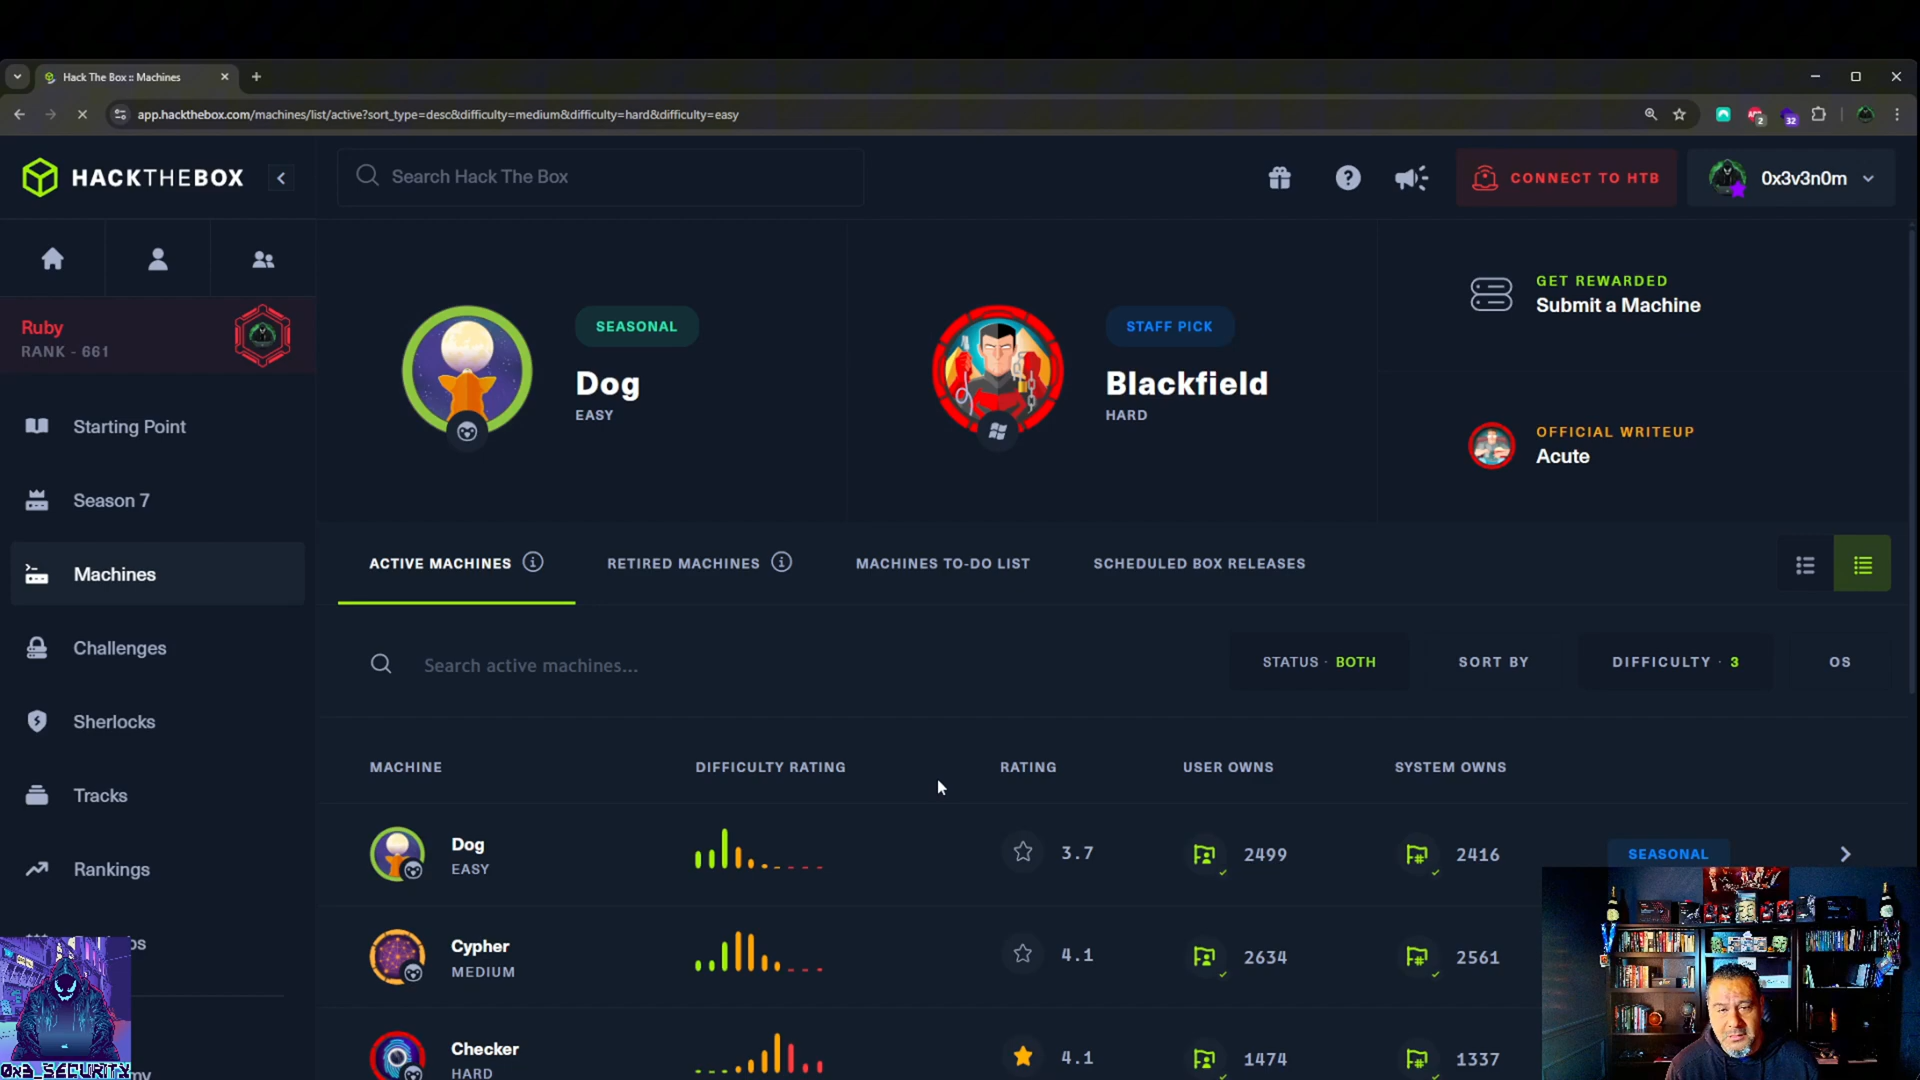 Hack The Box :: Machines
app.hackthebox.com/machines/list/active?sort_type=desc&difficulty=medium&difficulty=hard&difficulty=easy
2
32
HACKTHEBOX
Search Hack The Box
CONNECT TO HTB
0x3v3n0m
Ruby
RANK - 661
SEASONAL
Dog
EASY
STAFF PICK
Blackfield
HARD
GET REWARDED
Submit a Machine
OFFICIAL WRITEUP
Acute
Starting Point
Season 7
Machines
Challenges
Sherlocks
Tracks
Rankings
ACTIVE MACHINES
RETIRED MACHINES
MACHINES TO-DO LIST
SCHEDULED BOX RELEASES
Search active machines...
STATUS · BOTH
SORT BY
DIFFICULTY · 3
OS
MACHINE DIFFICULTY RATING RATING USER OWNS SYSTEM OWNS
Dog
EASY
3.7 2499 2416 SEASONAL
Cypher
MEDIUM
4.1 2634 2561
Checker
HARD
4.1 1474 1337
0x3_SECURITY